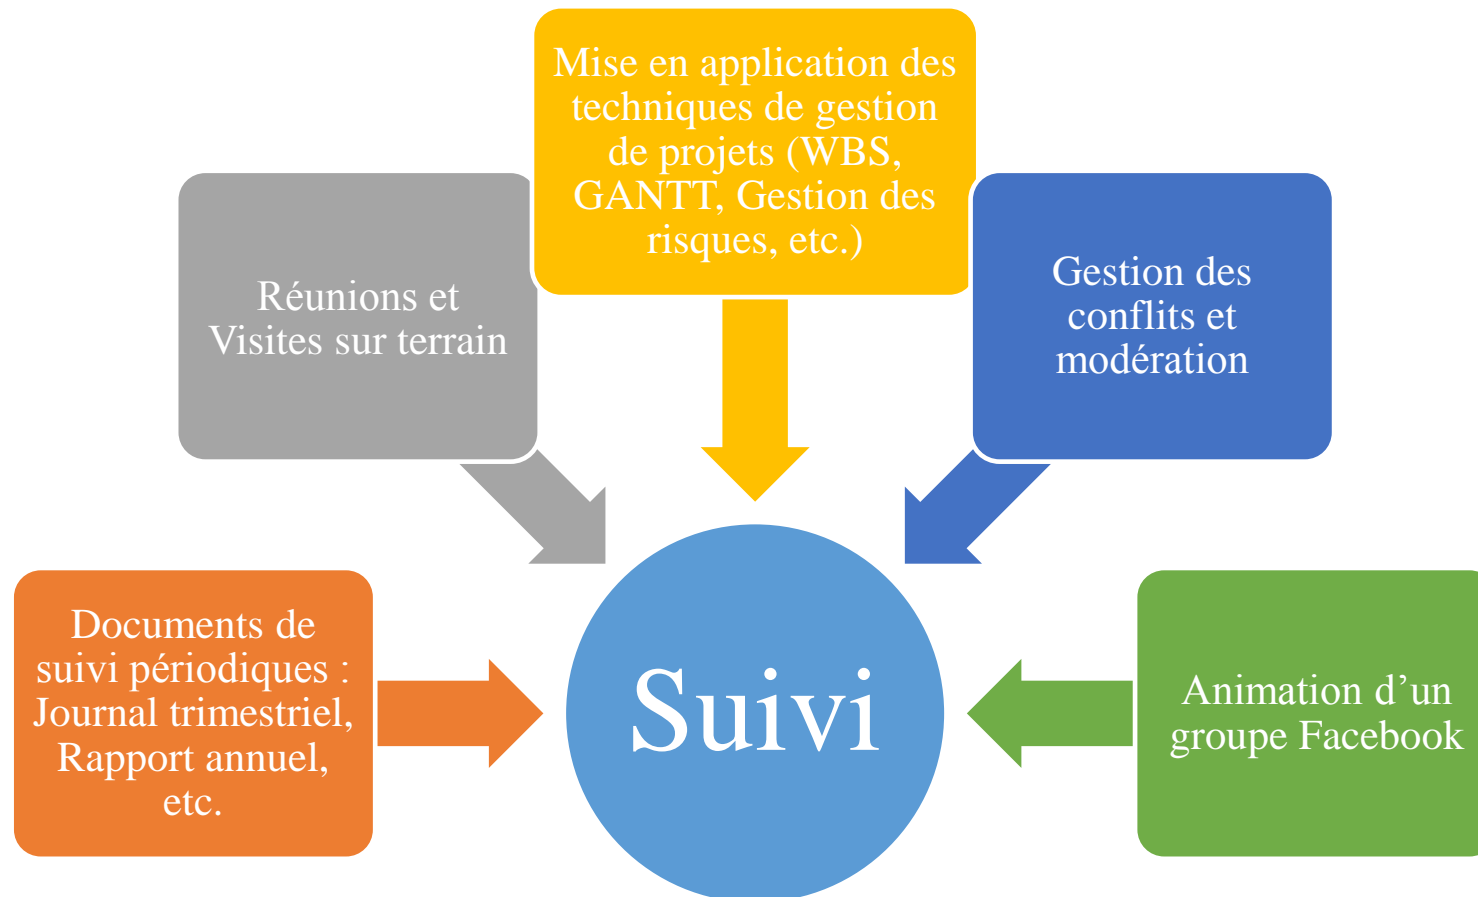 Mise en application des
techniques de gestion
de projets (WBS,
GANTT, Gestion des
risques, etc.)
Réunions et
Visites sur terrain
Gestion des
conflits et
modération
Documents de
suivi périodiques :
Journal trimestriel,
Rapport annuel,
etc.
Suivi
Animation d’un
groupe Facebook